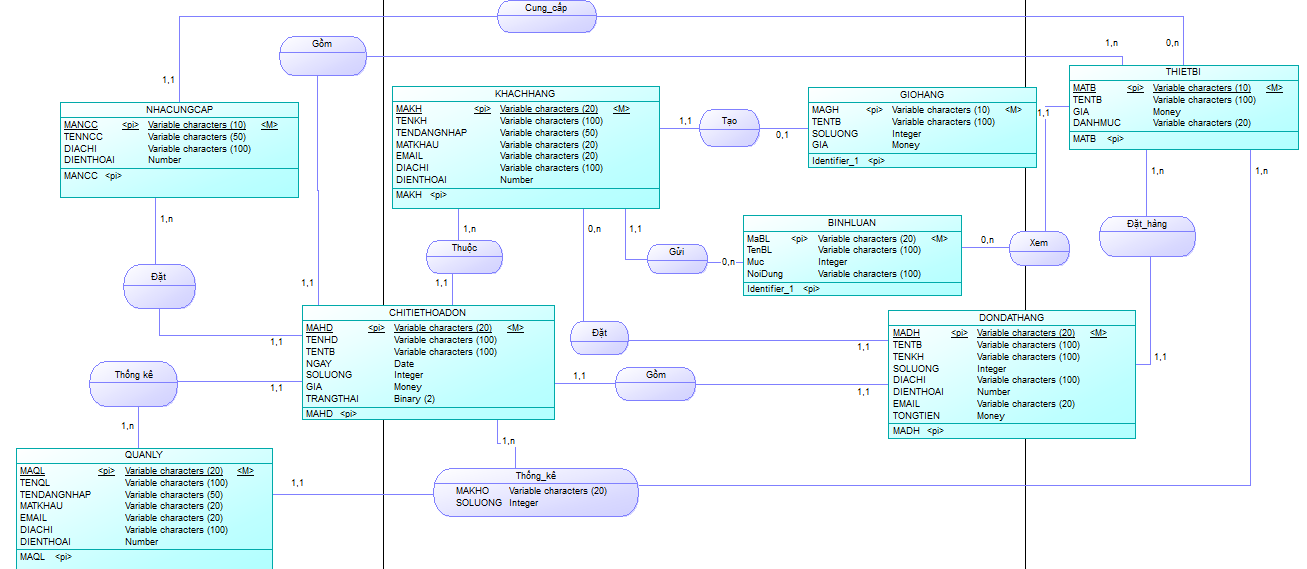 Cung_cấp
Gồm
1,n
0,n
1,1
THIETBI
MATB <pi> Variable characters (10) <M>
TENTB Variable characters (100)
GIA Money
DANHMUC Variable characters (20)
MATB <pi>
NHACUNGCAP
MANCC <pi> Variable characters (10) <M>
TENNCC Variable characters (50)
DIACHI Variable characters (100)
DIENTHOAI Number
MANCC <pi>
KHACHHANG
MAKH <pi> Variable characters (20) <M>
TENKH Variable characters (100)
TENDANGNHAP Variable characters (50)
MATKHAU Variable characters (20)
EMAIL Variable characters (20)
DIACHI Variable characters (100)
DIENTHOAI Number
MAKH <pi>
1,1
Tạo
0,1
GIOHANG
MAGH <pi> Variable characters (10) <M>
TENTB Variable characters (100)
SOLUONG Integer
GIA Money
Identifier_1 <pi>
1,1
1,n
1,n
1,n
Đặt
1,n
Thuộc
1,1
0,n
1,1
Gửi
0,n
BINHLUAN
MaBL <pi> Variable characters (20) <M>
TenBL Variable characters (100)
Muc Integer
NoiDung Variable characters (100)
Identifier_1 <pi>
0,n
Xem
Đặt_hàng
1,1
1,1
CHITIETHOADON
MAHD <pi> Variable characters (20) <M>
TENHD Variable characters (100)
TENTB Variable characters (100)
NGAY Date
SOLUONG Integer
GIA Money
TRANGTHAI Binary (2)
MAHD <pi>
Đặt
1,1
DONDATHANG
MADH <pi> Variable characters (20) <M>
TENTB Variable characters (100)
TENKH Variable characters (100)
SOLUONG Integer
DIACHI Variable characters (100)
DIENTHOAI Number
EMAIL Variable characters (20)
TONGTIEN Money
MADH <pi>
1,1
Thống kê
1,1
1,n
1,1
Gồm
1,1
QUANLY
MAQL <pi> Variable characters (20) <M>
TENQL Variable characters (100)
TENDANGNHAP Variable characters (50)
MATKHAU Variable characters (20)
EMAIL Variable characters (20)
DIACHI Variable characters (100)
DIENTHOAI Number
MAQL <pi>
1,1
1,n
Thống_kê
MAKHO Variable characters (20)
SOLUONG Integer